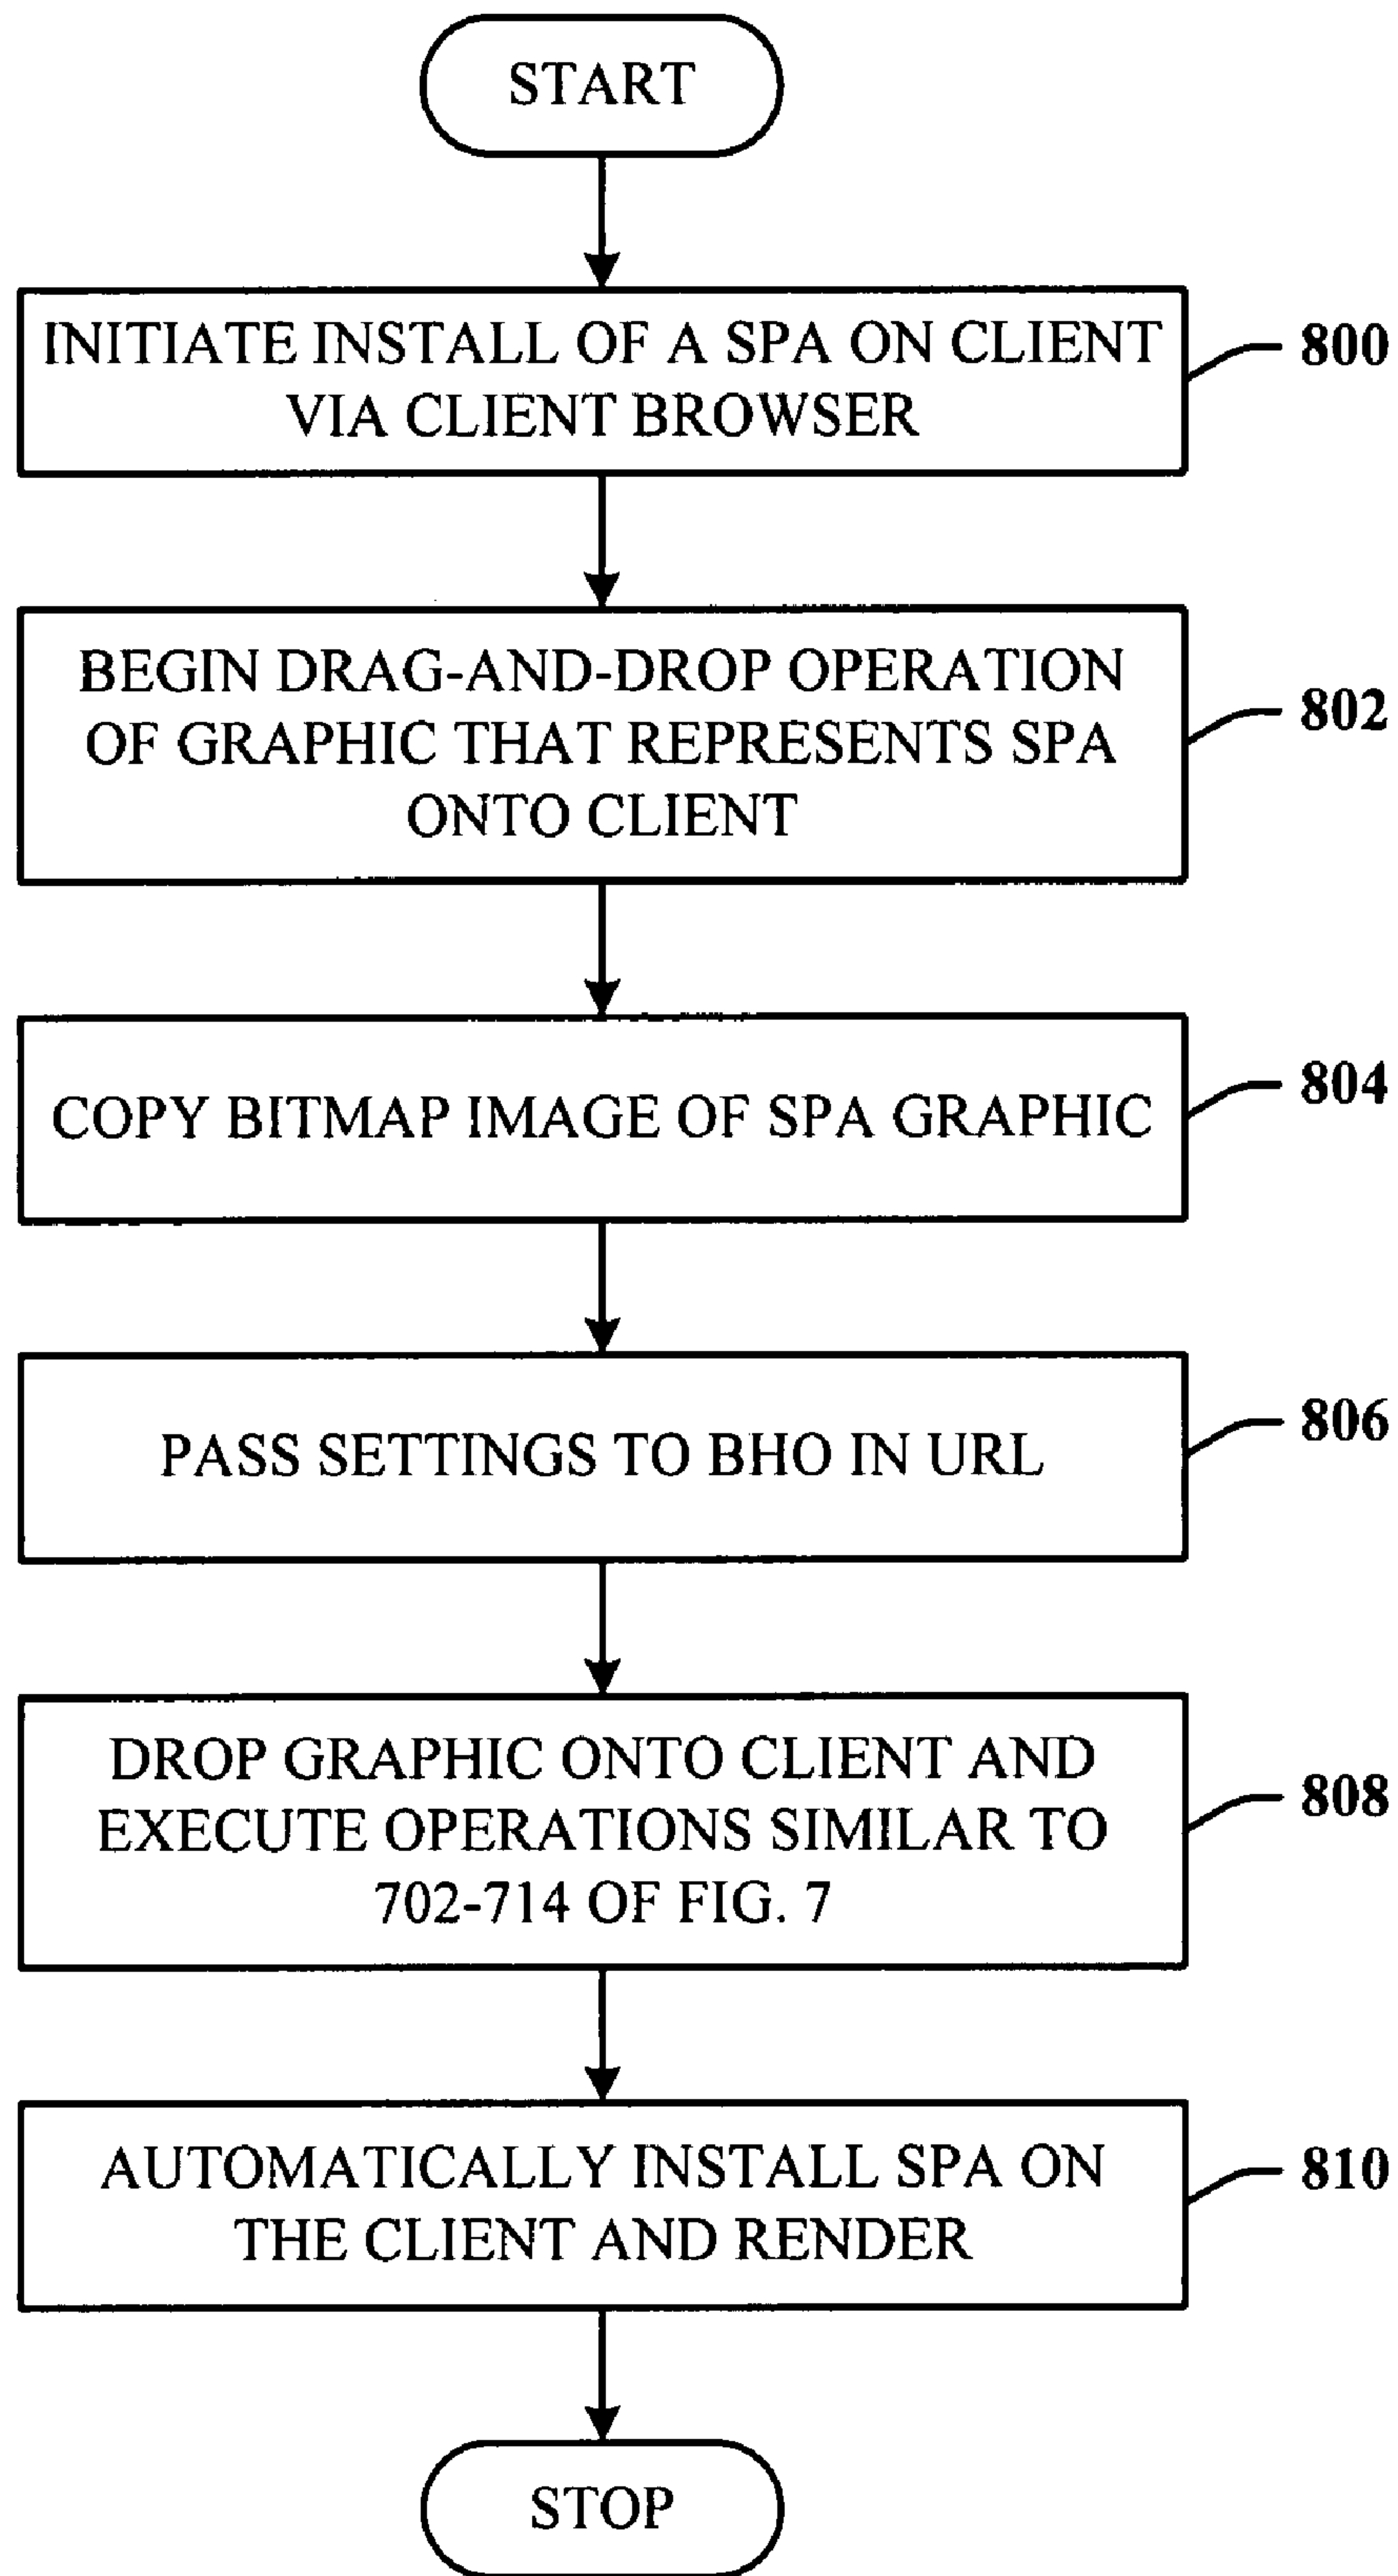 START
INITIATE INSTALL OF A SPA ON CLIENT
VIA CLIENT BROWSER
800
BEGIN DRAG-AND-DROP OPERATION
OF GRAPHIC THAT REPRESENTS SPA
ONTO CLIENT
802
COPY BITMAP IMAGE OF SPA GRAPHIC
804
PASS SETTINGS TO BHO IN URL
806
DROP GRAPHIC ONTO CLIENT AND
EXECUTE OPERATIONS SIMILAR TO
702-714 OF FIG. 7
808
AUTOMATICALLY INSTALL SPA ON
THE CLIENT AND RENDER
810
STOP